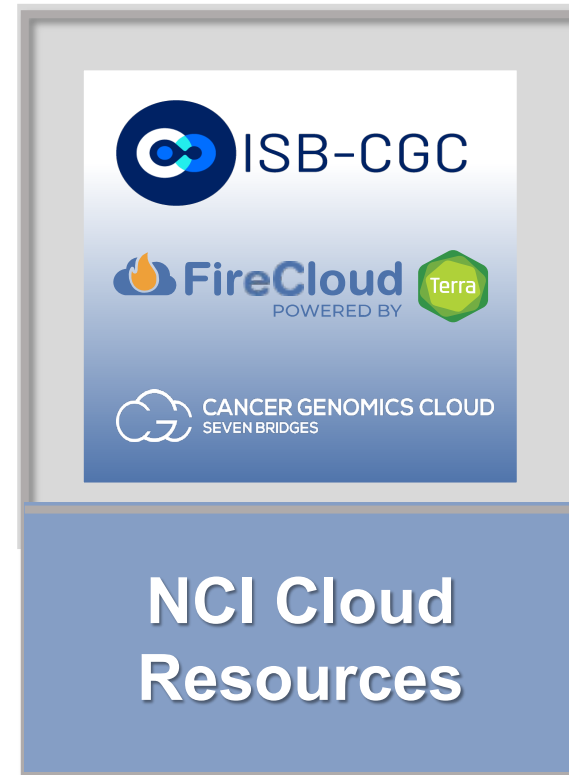 ISB-CGC
FireCloud
POWERED BY
Terra
CANCER GENOMICS CLOUD
SEVEN BRIDGES
NCI Cloud
Resources